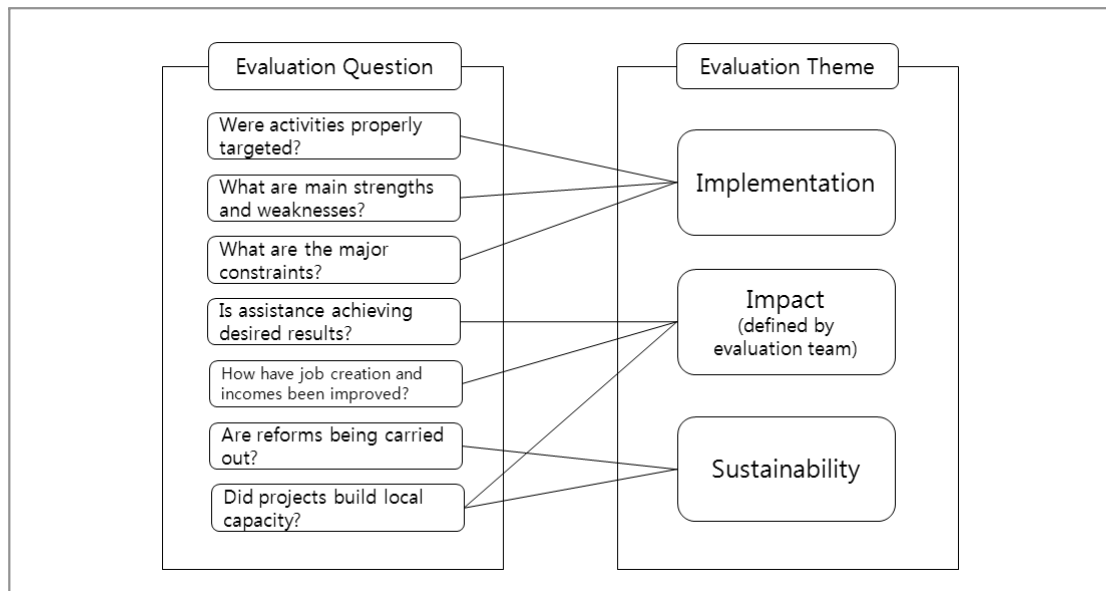 Evaluation Question
Were activities properly
targeted?
What are main strengths
and weaknesses?
What are the major
constraints?
Is assistance achieving
desired results?
How have job creation and
incomes been improved?
Are reforms being carried
out?
Did projects build local
capacity?
Evaluation Theme
Implementation
Impact
(defined by
evaluation team)
Sustainability